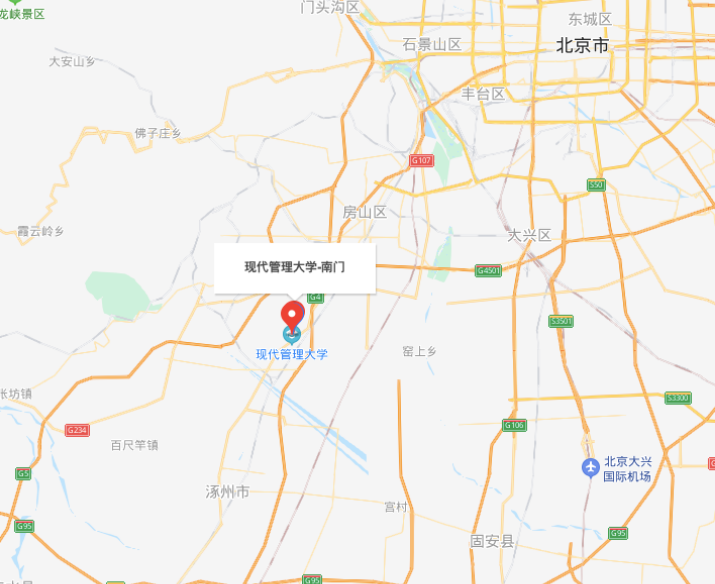 门头沟区
龙峡景区
东城区
石景山区
北京市
大安山乡
丰台区
佛子庄乡
G107
S50
房山区
霞云岭乡
大兴区
现代管理大学-南门
G4501
G4
S3501
现代管理大学
窑上乡
张坊镇
S3300
G106
G234
百尺竿镇
北京大兴
国际机场
G5
涿州市
宫村
G95
G95
固安县
G95